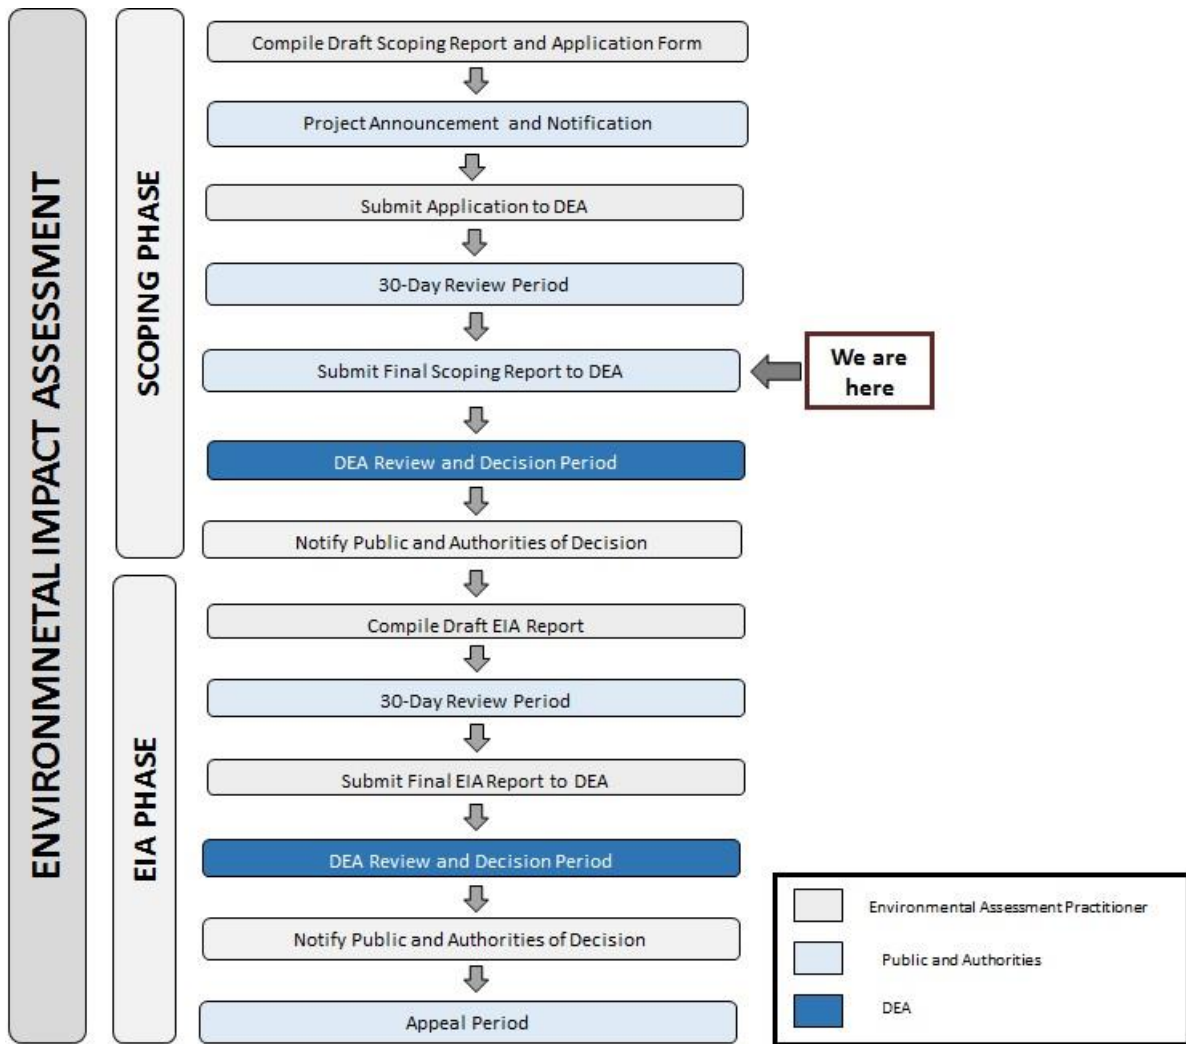 ENVIRONMNETAL IMPACT ASSESSMENT
SCOPING PHASE
Compile Draft Scoping Report and Application Form
Project Announcement and Notification
Submit Application to DEA
30-Day Review Period
Submit Final Scoping Report to DEA
We are
here
DEA Review and Decision Period
Notify Public and Authorities of Decision
EIA PHASE
Compile Draft EIA Report
30-Day Review Period
Submit Final EIA Report to DEA
DEA Review and Decision Period
Notify Public and Authorities of Decision
Appeal Period
Environmental Assessment Practitioner
Public and Authorities
DEA